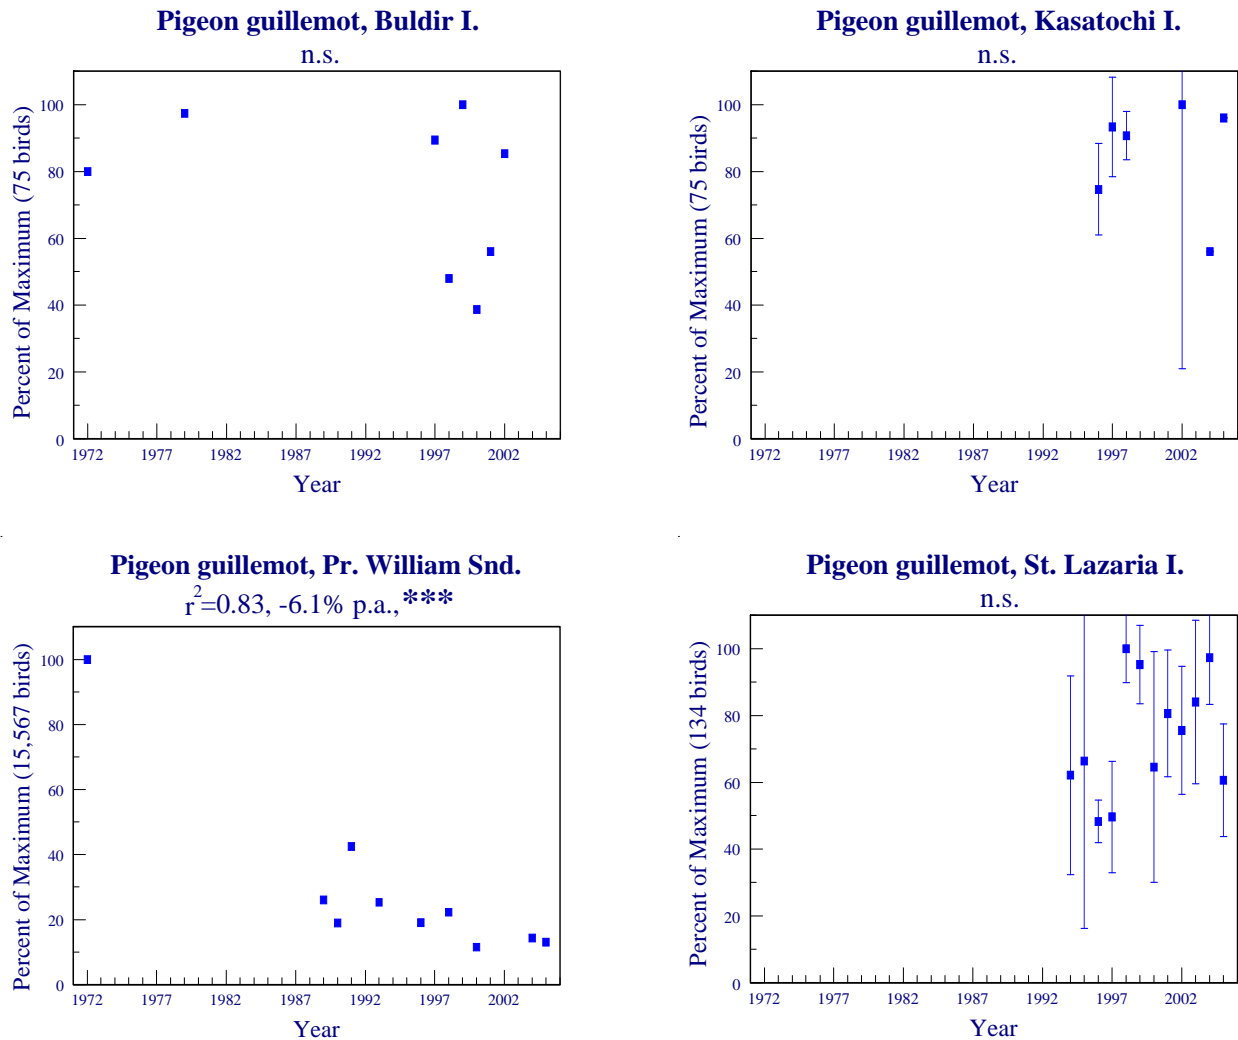 Pigeon guillemot, Buldir I.
n.s.
Percent of Maximum (75 birds)
100
80
60
40
20
0
1972 1977 1982 1987 1992 1997 2002
Year
Pigeon guillemot, Kasatochi I.
n.s.
Percent of Maximum (75 birds)
100
80
60
40
20
0
1972 1977 1982 1987 1992 1997 2002
Year
Pigeon guillemot, Pr. William Snd.
r²=0.83, -6.1% p.a.,***
Percent of Maximum (15,567 birds)
100
80
60
40
20
0
1972 1977 1982 1987 1992 1997 2002
Year
Pigeon guillemot, St. Lazaria I.
n.s.
Percent of Maximum (134 birds)
100
80
60
40
20
0
1972 1977 1982 1987 1992 1997 2002
Year